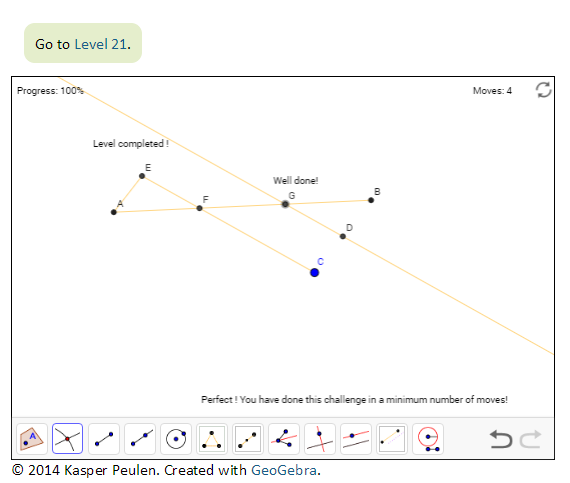 Go to Level 21.
Progress: 100%
Moves: 4
Level completed !
E
Well done!
B
A
F
G
D
C
Perfect ! You have done this challenge in a minimum number of moves!
A
© 2014 Kasper Peulen. Created with GeoGebra.